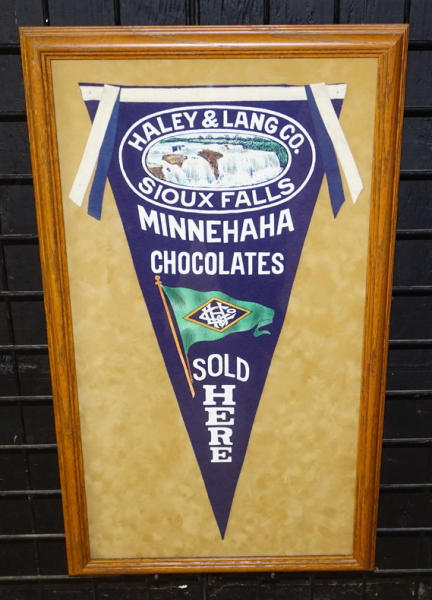 HALEY & LANG CO.
SIOUX FALLS
MINNEHAHA
CHOCOLATES
SOLD
HERE